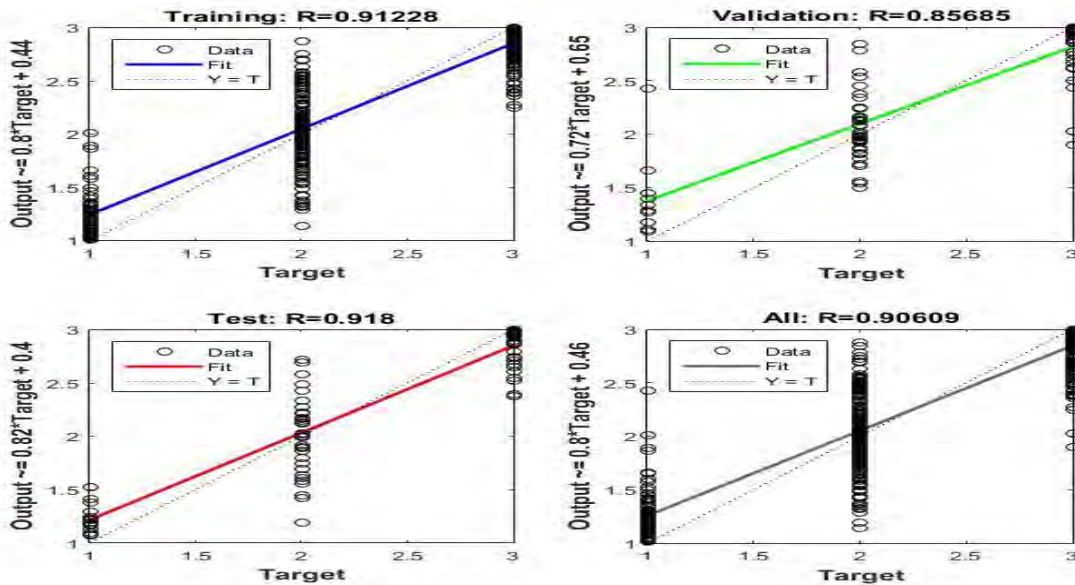 Training: R=0.91228
Output ~= 0.8*Target + 0.44
3
2.5
2
1.5
1
Data
Fit
Y = T
1 1.5 2 2.5 3
Target
Validation: R=0.85685
Output ~= 0.72*Target + 0.65
3
2.5
2
1.5
1
Data
Fit
Y = T
1 1.5 2 2.5 3
Target
Test: R=0.918
Output ~= 0.82*Target + 0.4
3
2.5
2
1.5
1
Data
Fit
Y = T
1 1.5 2 2.5 3
Target
All: R=0.90609
Output ~= 0.8*Target + 0.46
3
2.5
2
1.5
1
Data
Fit
Y = T
1 1.5 2 2.5 3
Target